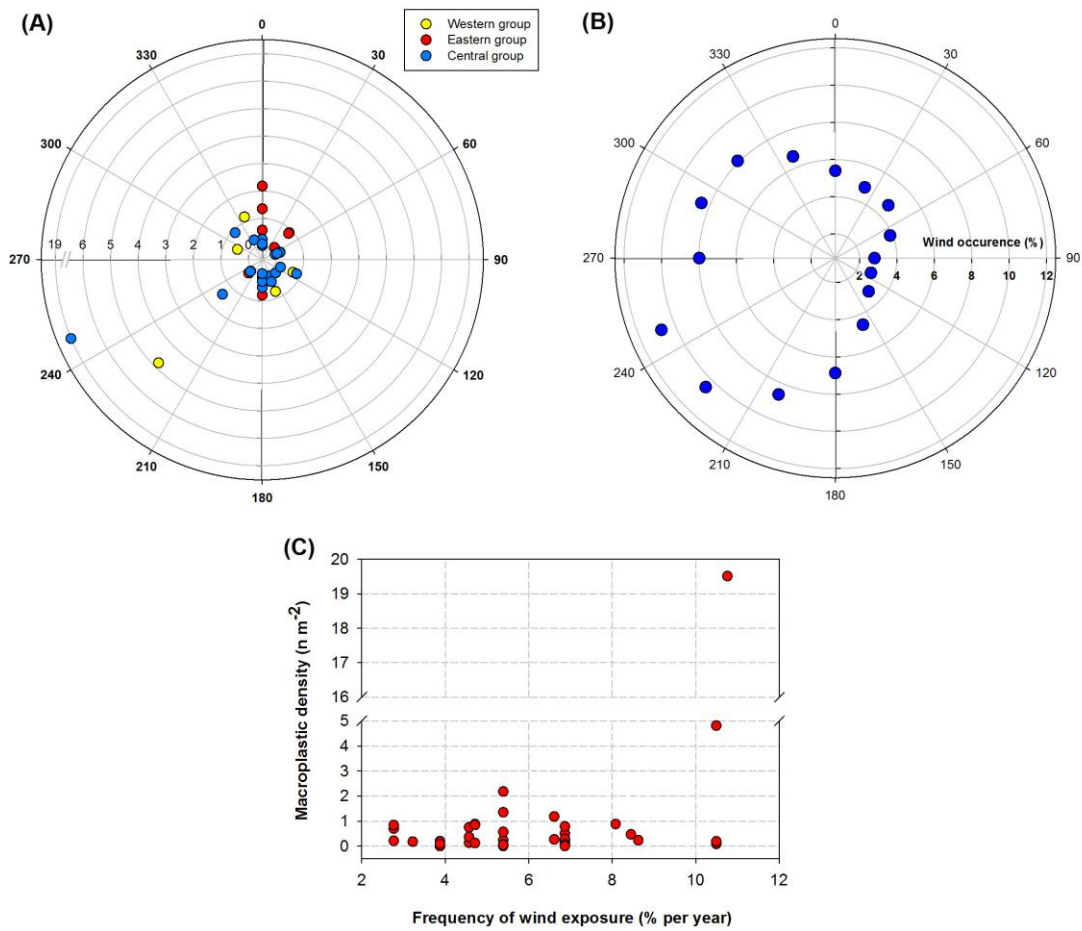 (A)
Western group
Eastern group
Central group
0
30
60
90
120
150
180
210
240
270
300
330
19 6 5 4 3 2 1 0
(B)
0
30
60
90
120
150
180
210
240
270
300
330
Wind occurence (%)
2 4 6 8 10 12
(C)
Macroplastic density (n m-2)
20
19
18
17
16
5
4
3
2
1
0
2 4 6 8 10 12
Frequency of wind exposure (% per year)